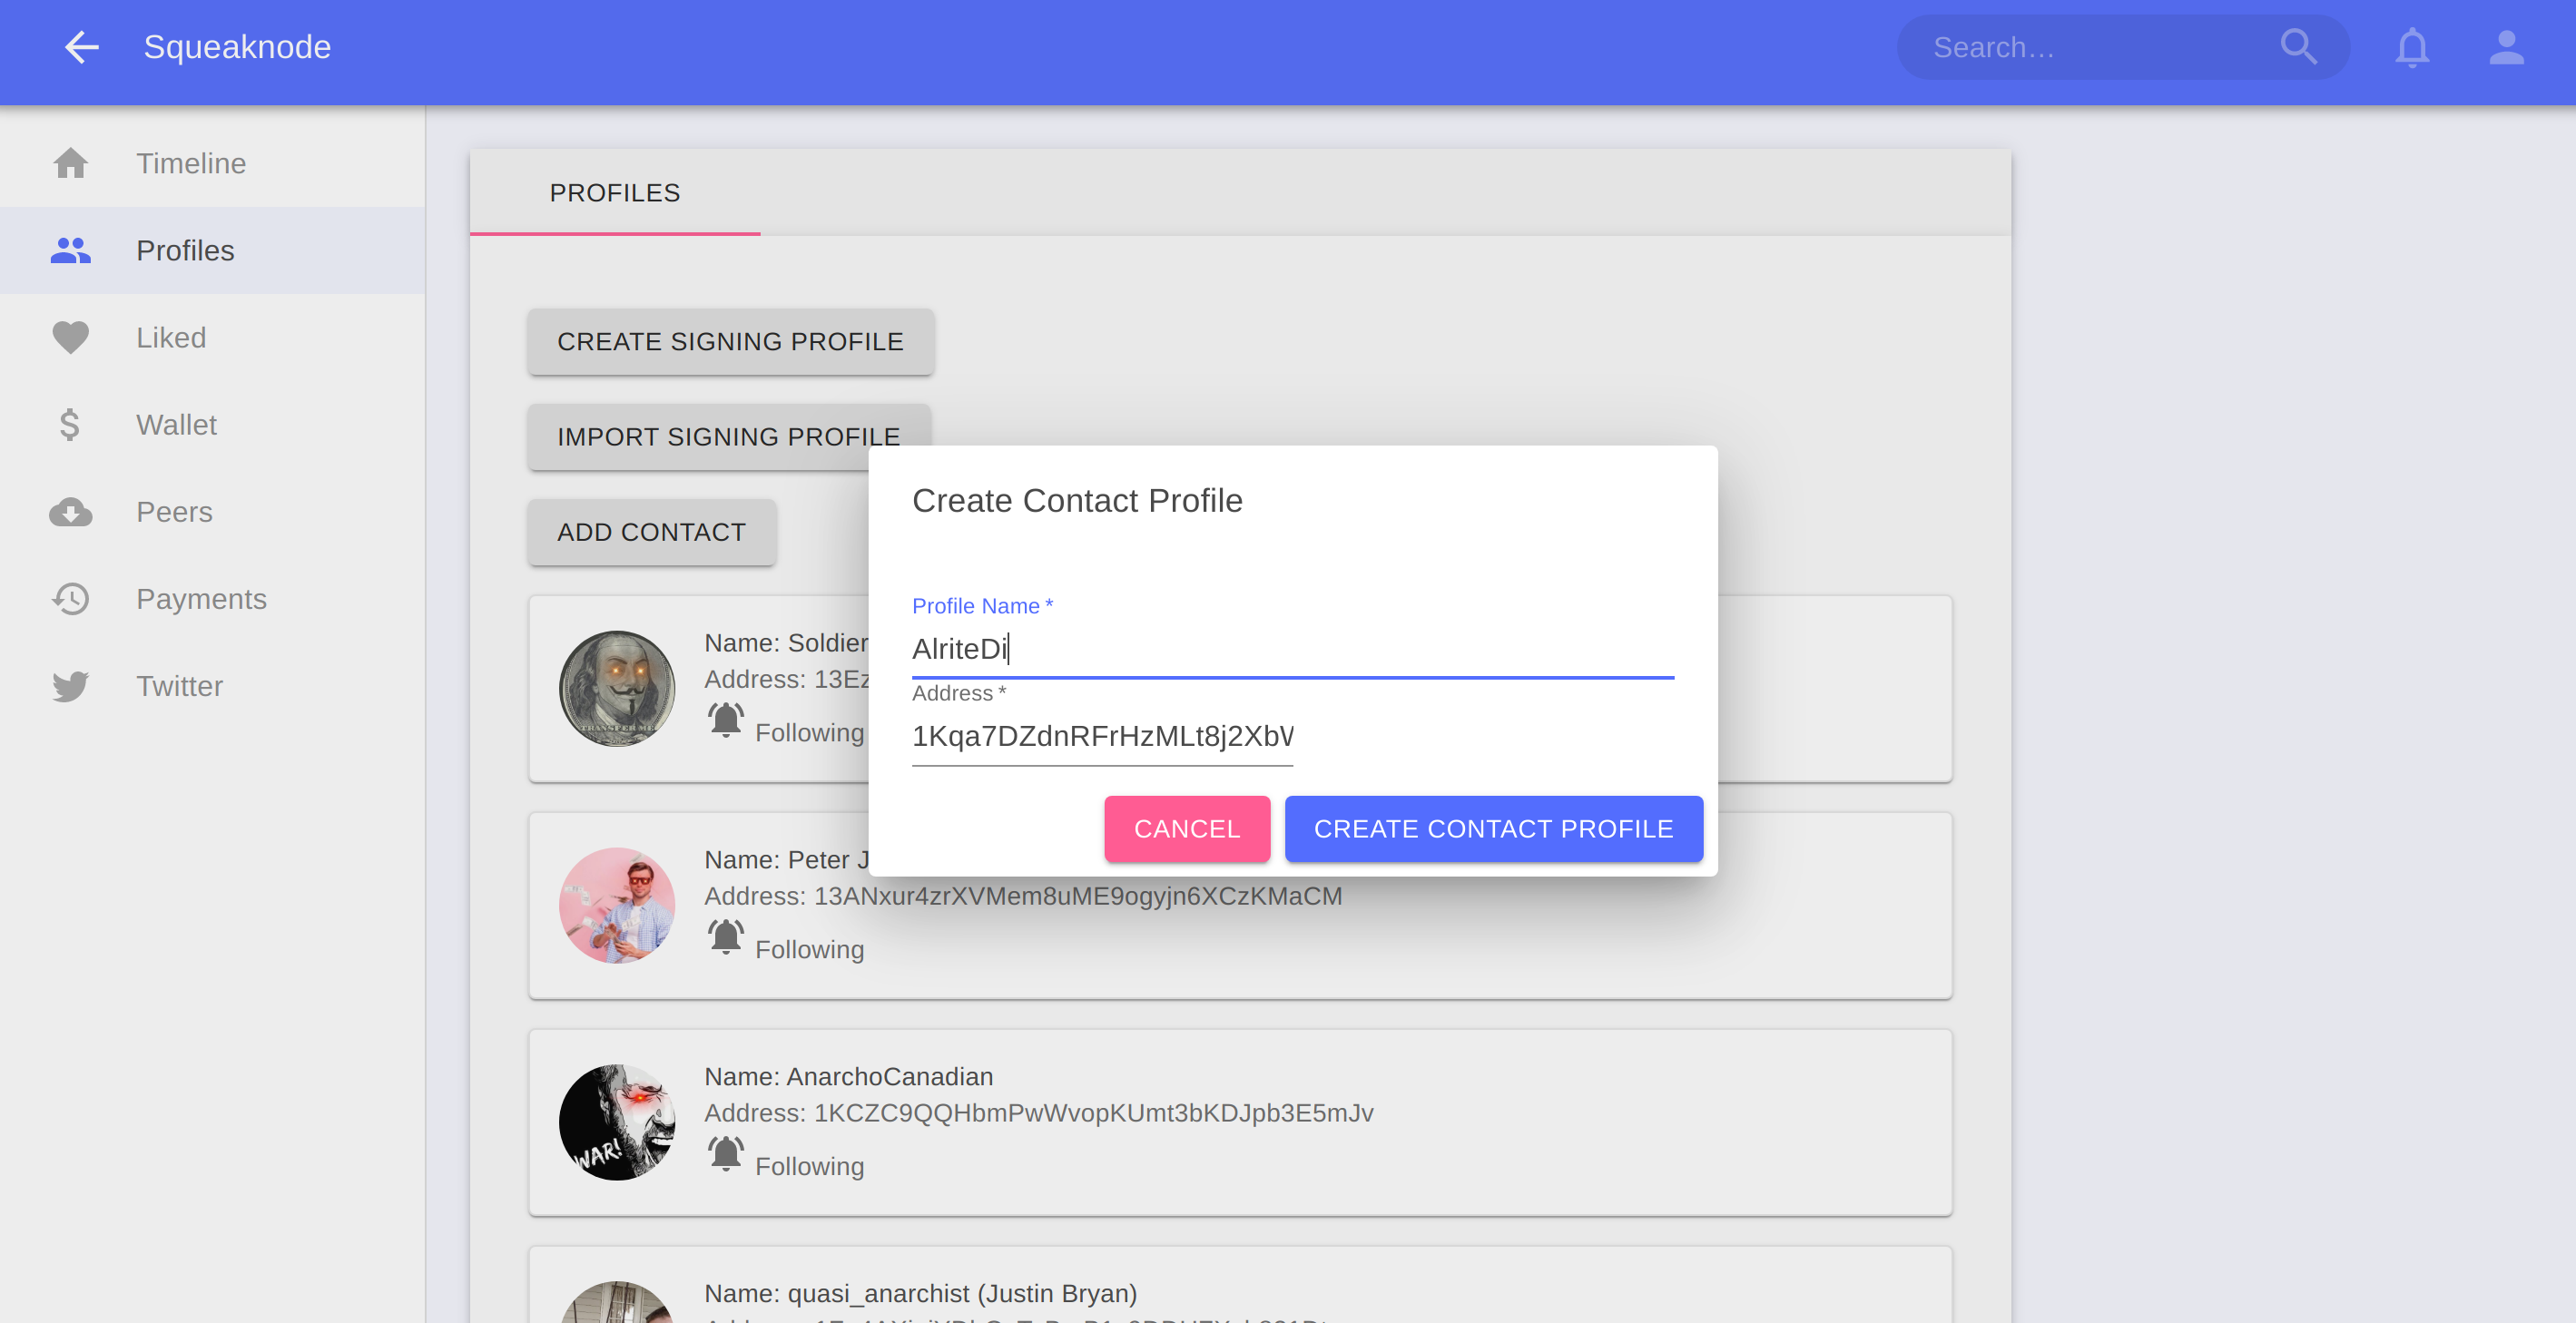 Squeaknode
Search...
Timeline
Profiles
Liked
Wallet
Peers
Payments
Twitter
PROFILES
CREATE SIGNING PROFILE
IMPORT SIGNING PROFILE
ADD CONTACT
Name: Soldier
Address: 13Ez
Following
Create Contact Profile
Profile Name *
AlriteDi
Address *
1Kqa7DZdnRFrHzMLt8j2Xb
CANCEL
CREATE CONTACT PROFILE
Name: Peter J
Address: 13ANxur4zrXVMem8uME9ogyjn6XCzKMaCM
Following
WAR!
Name: AnarchoCanadian
Address: 1KCZC9QQHbmPwWvopKUmt3bKDJpb3E5mJv
Following
Name: quasi_anarchist (Justin Bryan)